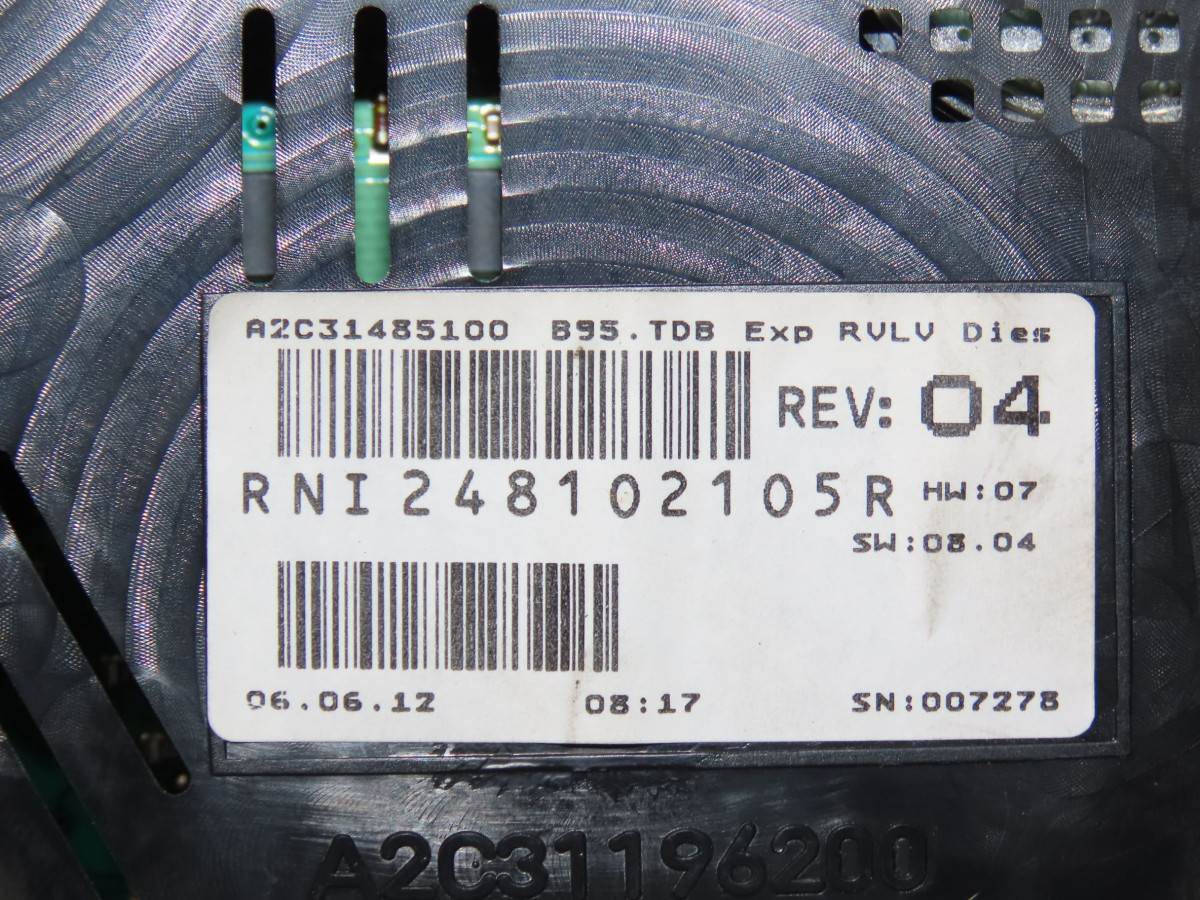 A2C31485100 B95.TDB Exp RVLV Dies
REV: 04
RNI248102105R HW:07
SW:08.04
06.06.12 08:17 SN:007278
A2C31196200